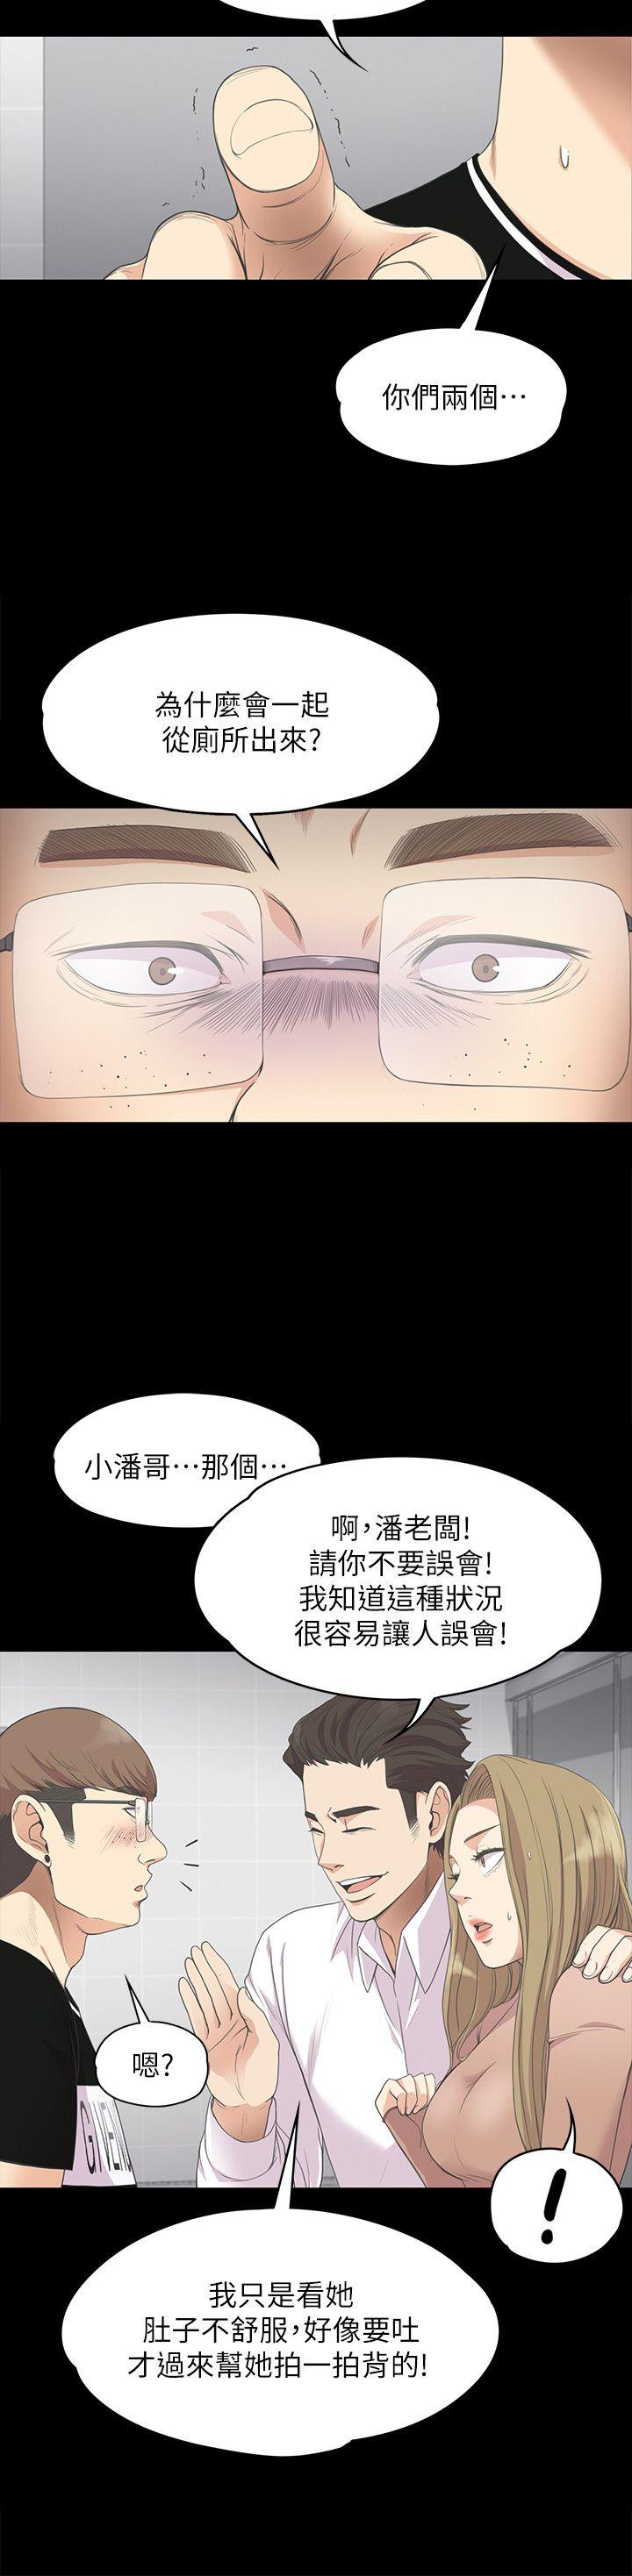 你們兩個…
為什麼會一起
從廁所出來?
小潘哥…那個…
啊,潘老闆!
請你不要誤會!
我知道這種狀況
很容易讓人誤會!
嗯?
!
我只是看她
肚子不舒服,好像要吐
才過來幫她拍一拍背的!